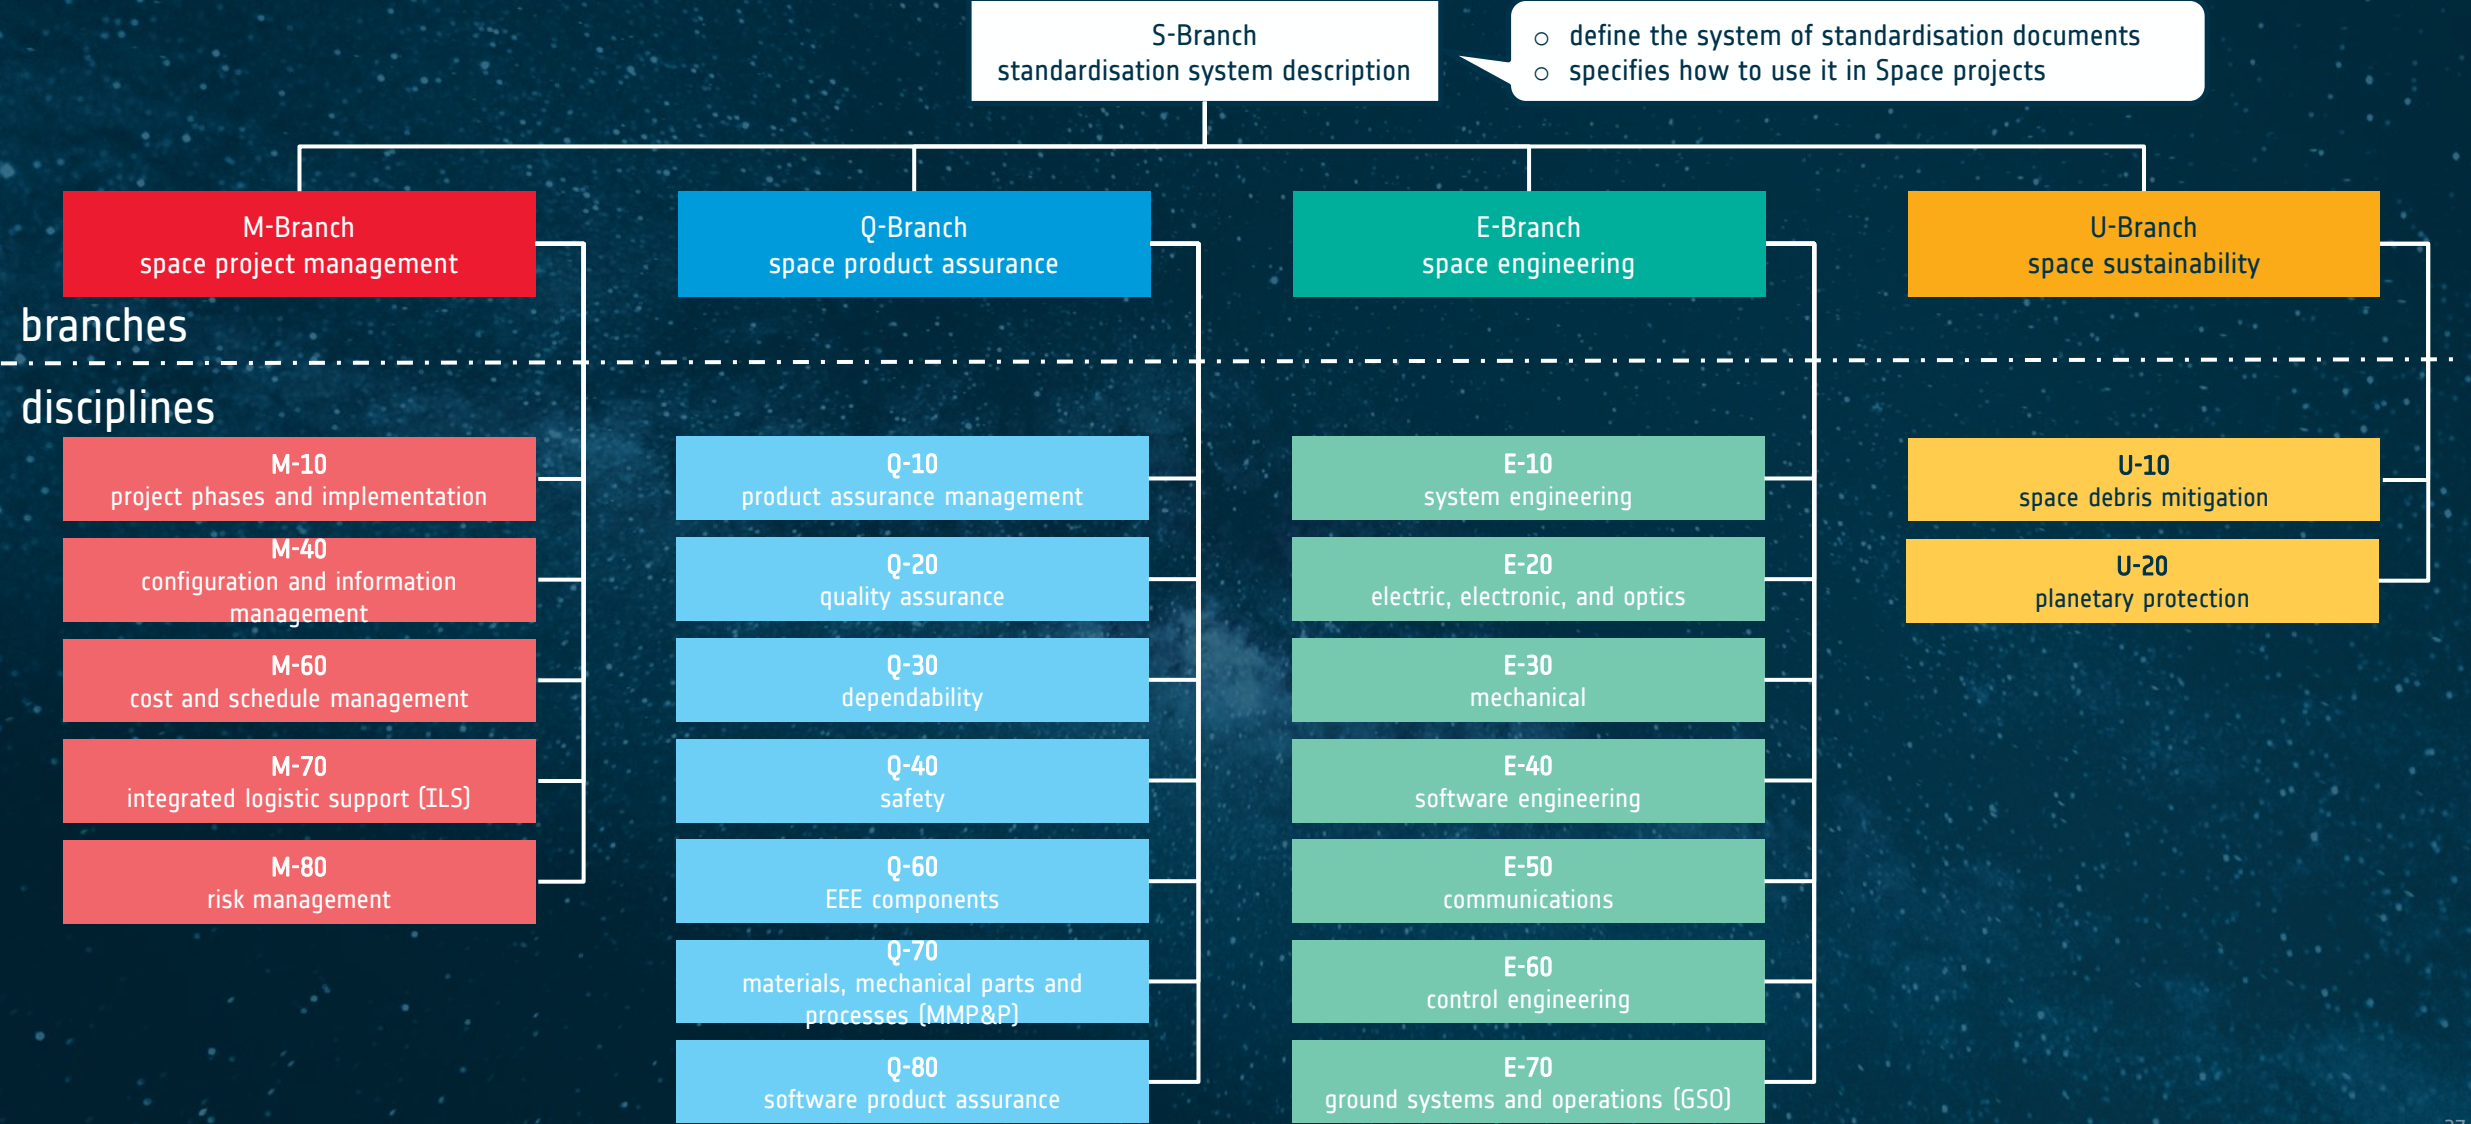 S-Branch
standardisation system description
○ define the system of standardisation documents
○ specifies how to use it in Space projects
M-Branch
space project management
Q-Branch
space product assurance
E-Branch
space engineering
U-Branch
space sustainability
branches
disciplines
M-10
project phases and implementation
M-40
configuration and information
management
M-60
cost and schedule management
M-70
integrated logistic support (ILS)
M-80
risk management
Q-10
product assurance management
Q-20
quality assurance
Q-30
dependability
Q-40
safety
Q-60
EEE components
Q-70
materials, mechanical parts and
processes (MMP&P)
Q-80
software product assurance
E-10
system engineering
E-20
electric, electronic, and optics
E-30
mechanical
E-40
software engineering
E-50
communications
E-60
control engineering
E-70
ground systems and operations (GSO)
U-10
space debris mitigation
U-20
planetary protection